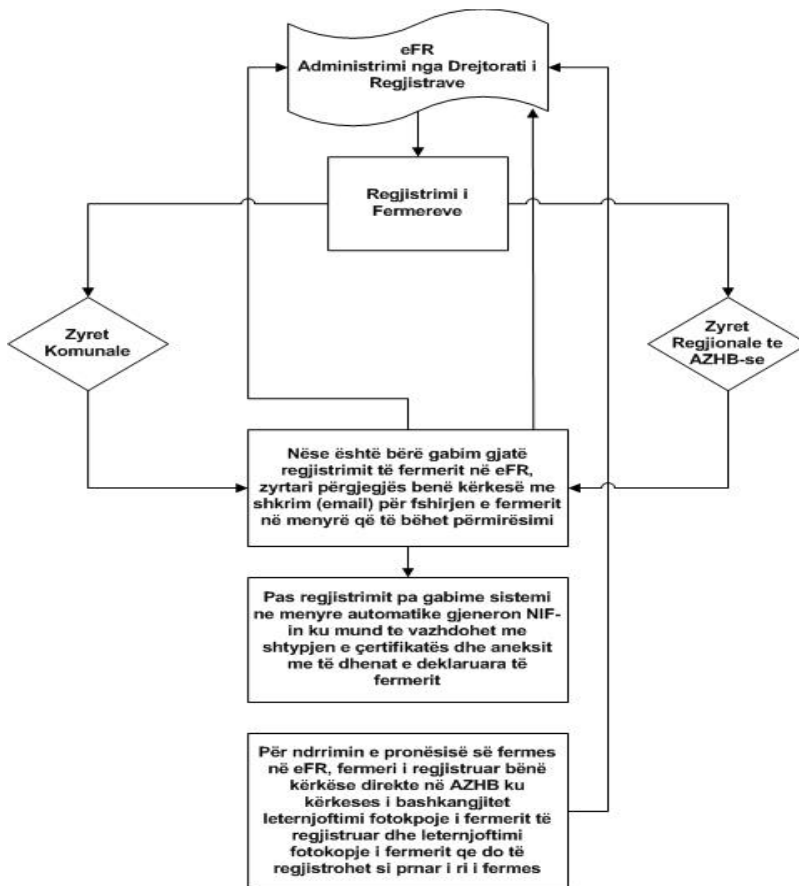 eFR
Administrimi nga Drejtorati i
Regjistrave
Regjistrimi i
Fermereve
Zyret
Komunale
Zyret
Regjionale te
AZHB-se
Nëse është bërë gabim gjatë
regjistrimit të fermerit në eFR,
zyrtari përgjegjës benë kërkesë me
shkrim (email) për fshirjen e fermerit
në menyrë që të bëhet përmirësimi
Pas regjistrimit pa gabime sistemi
ne menyre automatike gjeneron NIF-
in ku mund te vazhdohet me
shtypjen e çertifikatës dhe aneksit
me të dhenat e deklaruara të
fermerit
Për ndrrimin e pronësisë së fermes
në eFR, fermeri i regjistruar bënë
kërkëse direkte në AZHB ku
kërkeses i bashkangjitet
leternjoftimi fotokpoje i fermerit të
regjistruar dhe leternjoftimi
fotokopje i fermerit qe do të
regjistrohet si prnar i ri i fermes